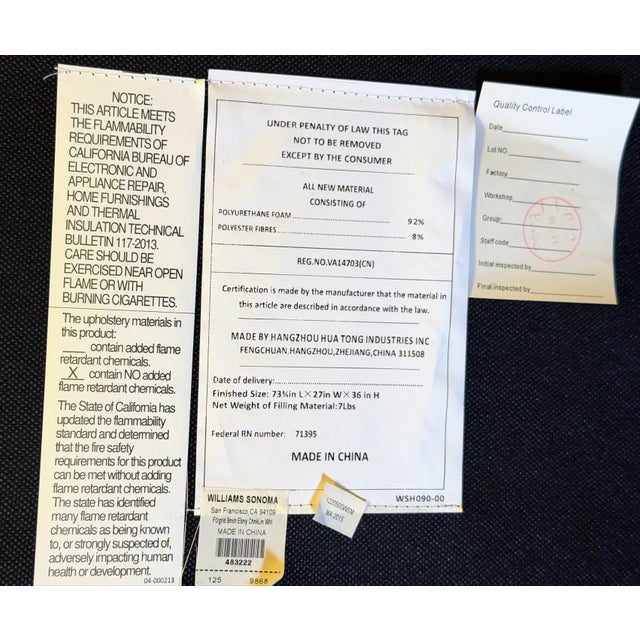 NOTICE:
THIS ARTICLE MEETS
THE FLAMMABILITY
REQUIREMENTS OF
CALIFORNIA BUREAU OF
ELECTRONIC AND
APPLIANCE REPAIR,
HOME FURNISHINGS
AND THERMAL
INSULATION TECHNICAL
BULLETIN 117-2013.
CARE SHOULD BE
EXERCISED NEAR OPEN
FLAME OR WITH
BURNING CIGARETTES.
The upholstery materials in
this product:
____ contain added flame
retardant chemicals.
X contain NO added
flame retardant chemicals.
The State of California has
updated the flammability
standard and determined
that the fire safety
requirements for this product
can be met without adding
flame retardant chemicals.
The state has identified
many flame retardant
chemicals as being known
to, or strongly suspected of,
adversely impacting human
health or development.
04-000213
UNDER PENALTY OF LAW THIS TAG
NOT TO BE REMOVED
EXCEPT BY THE CONSUMER
ALL NEW MATERIAL
CONSISTING OF
POLYURETHANE FOAM 92%
POLYESTER FIBRES 8%
REG.NO.VA14703(CN)
Certification is made by the manufacturer that the material in
this article are described in accordance with the law.
MADE BY HANGZHOU HUA TONG INDUSTRIES INC
FENGCHUAN.HANGZHOU,ZHEJIANG,CHINA 311508
Date of delivery:
Finished Size: 73⅝in L×27in W×36 in H
Net Weight of Filling Material:7Lbs
Federal RN number: 71395
MADE IN CHINA
WSH090-00
WILLIAMS SONOMA
San Francisco,CA 94109
MADE IN CHINA
483222
125 9868
MA 2015
Quality Control Label
Date
Lot NO.
Factory
Workshop
Group:
Staff code
Initial inspected by
Final inspected by